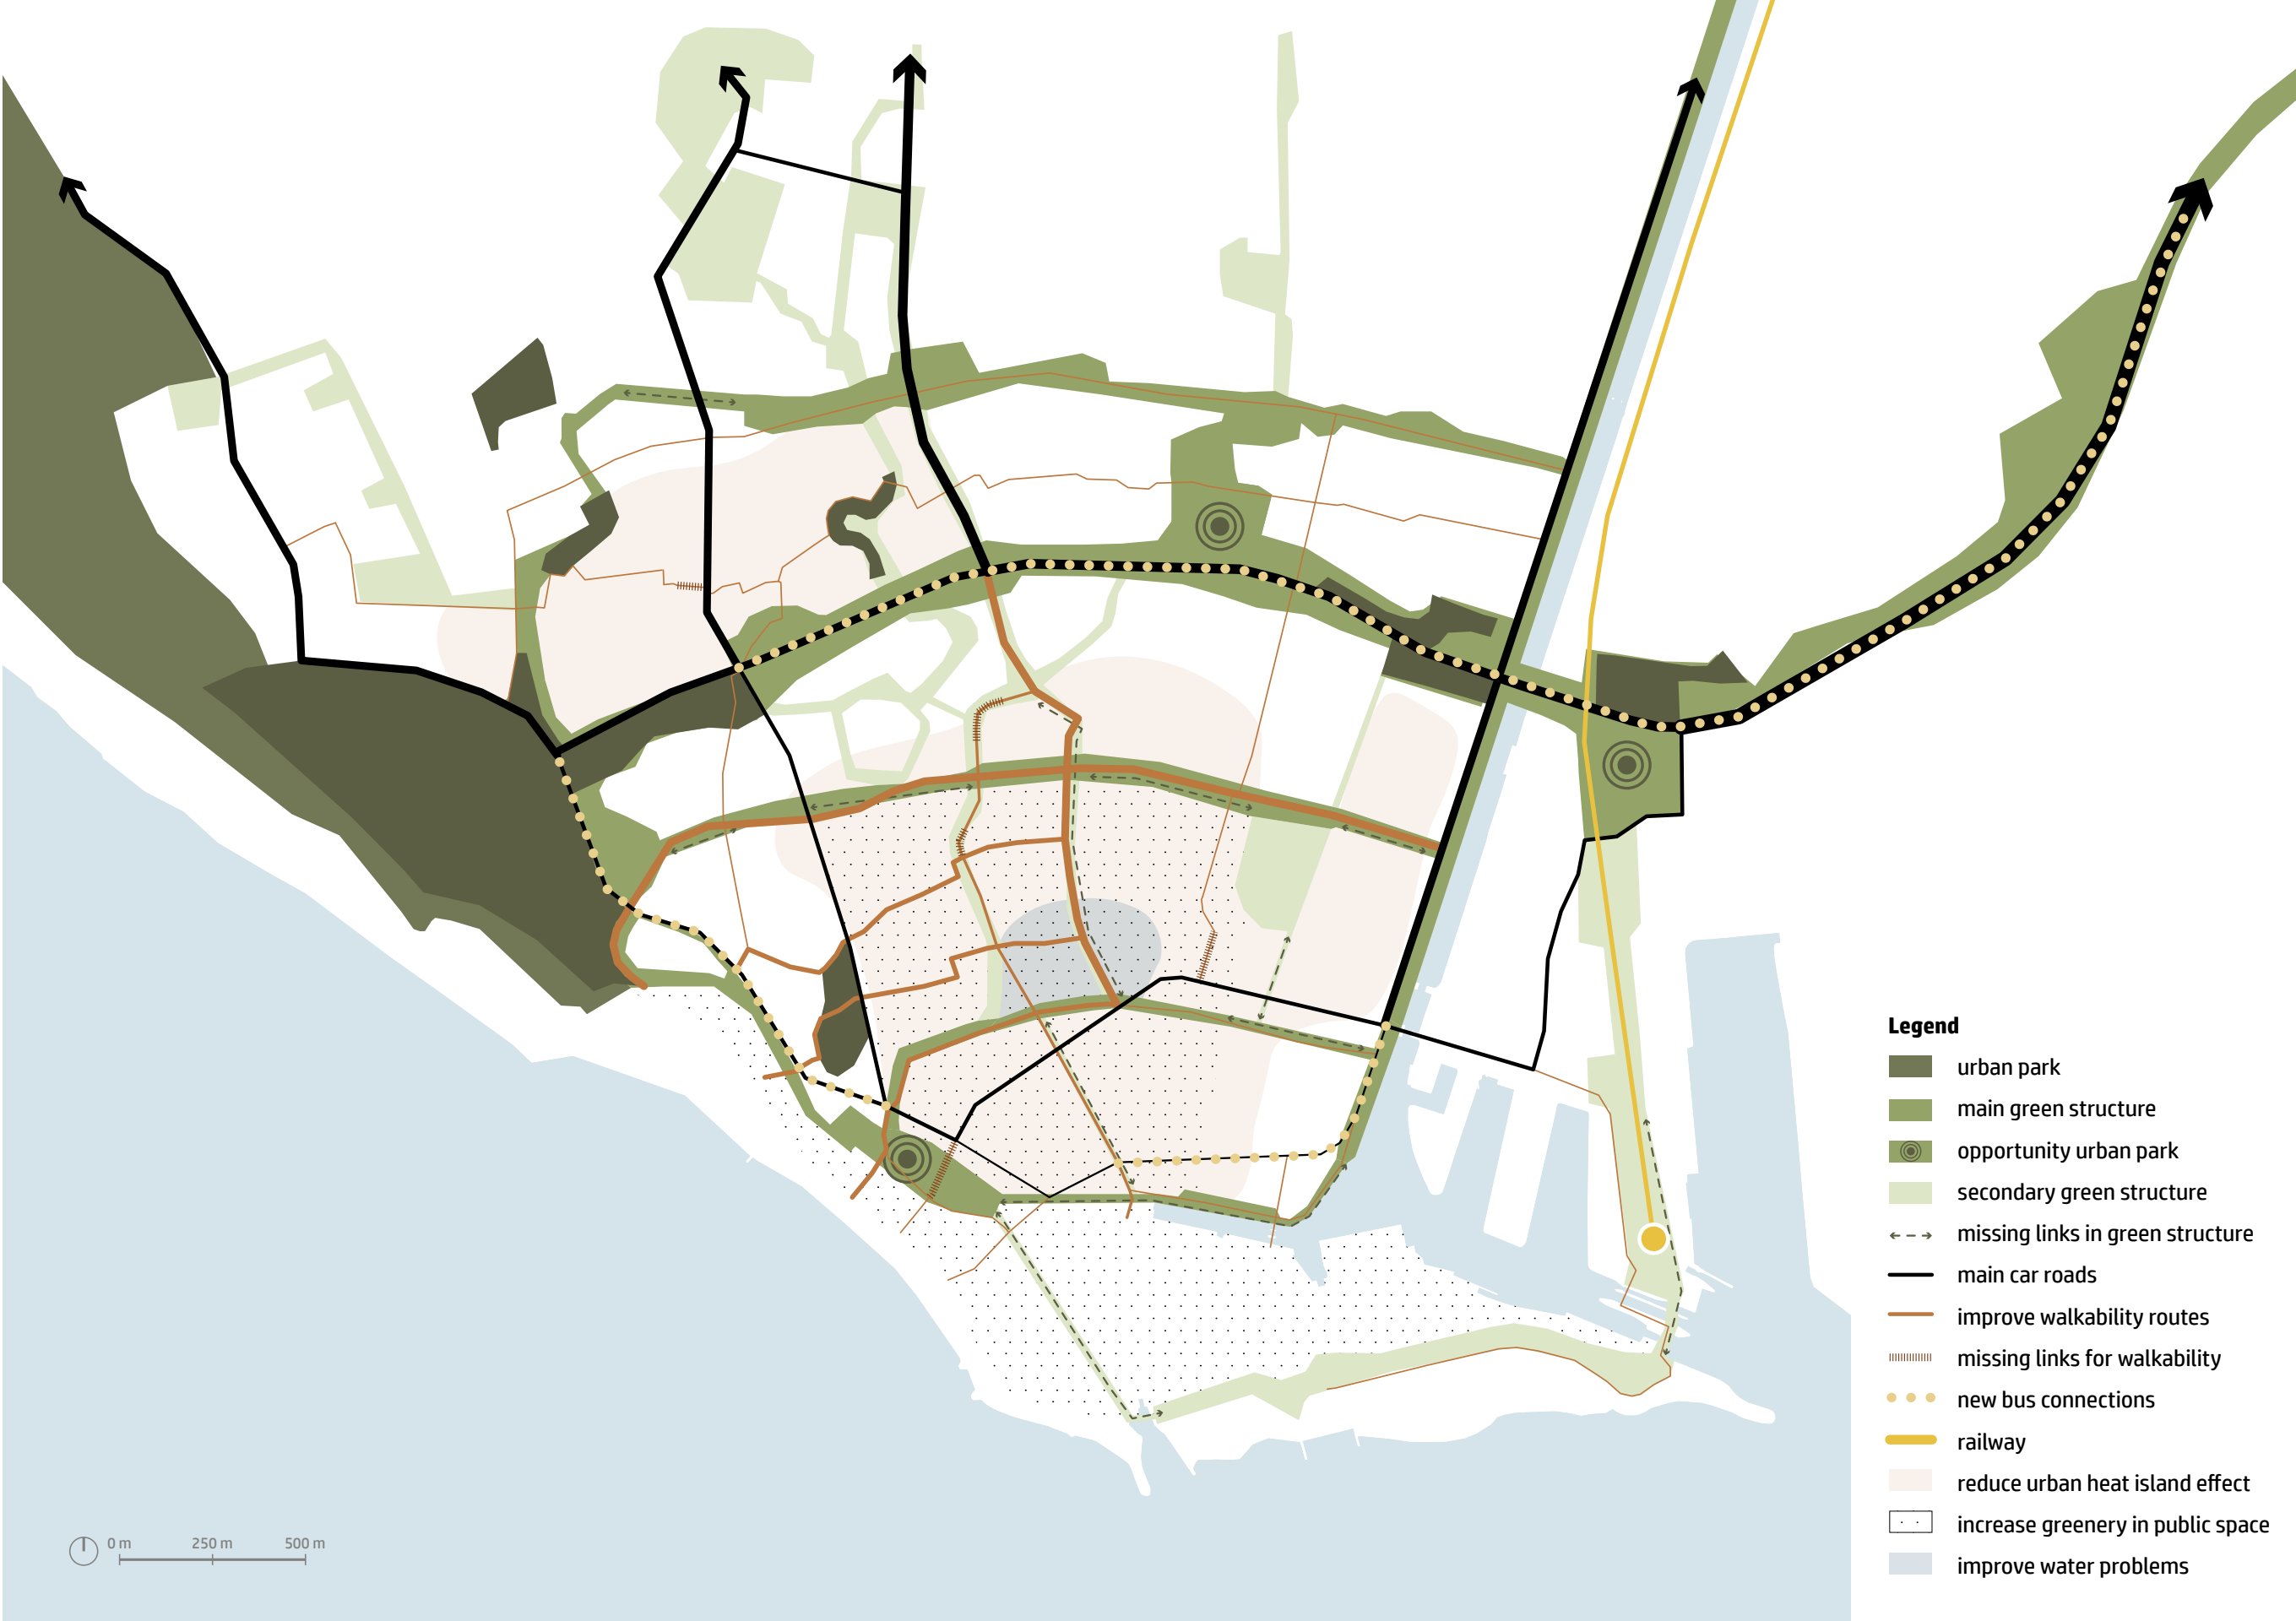 Legend
urban park
main green structure
opportunity urban park
secondary green structure
missing links in green structure
main car roads
improve walkability routes
missing links for walkability
new bus connections
railway
reduce urban heat island effect
increase greenery in public space
improve water problems
0 m 250 m 500 m